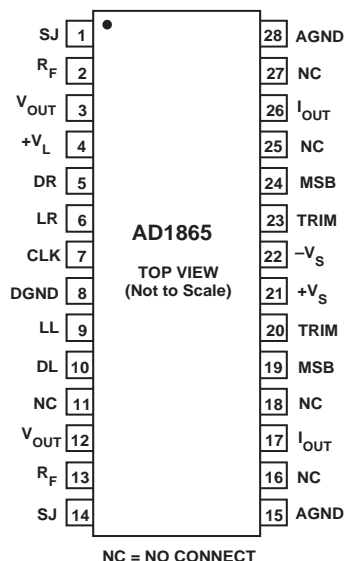 SJ 1 28 AGND
RF 2 27 NC
VOUT 3 26 IOUT
+VL 4 25 NC
DR 5 24 MSB
LR 6 23 TRIM
CLK 7 22 –VS
DGND 8 21 +VS
LL 9 20 TRIM
DL 10 19 MSB
NC 11 18 NC
VOUT 12 17 IOUT
RF 13 16 NC
SJ 14 15 AGND
AD1865
TOP VIEW
(Not to Scale)
NC = NO CONNECT